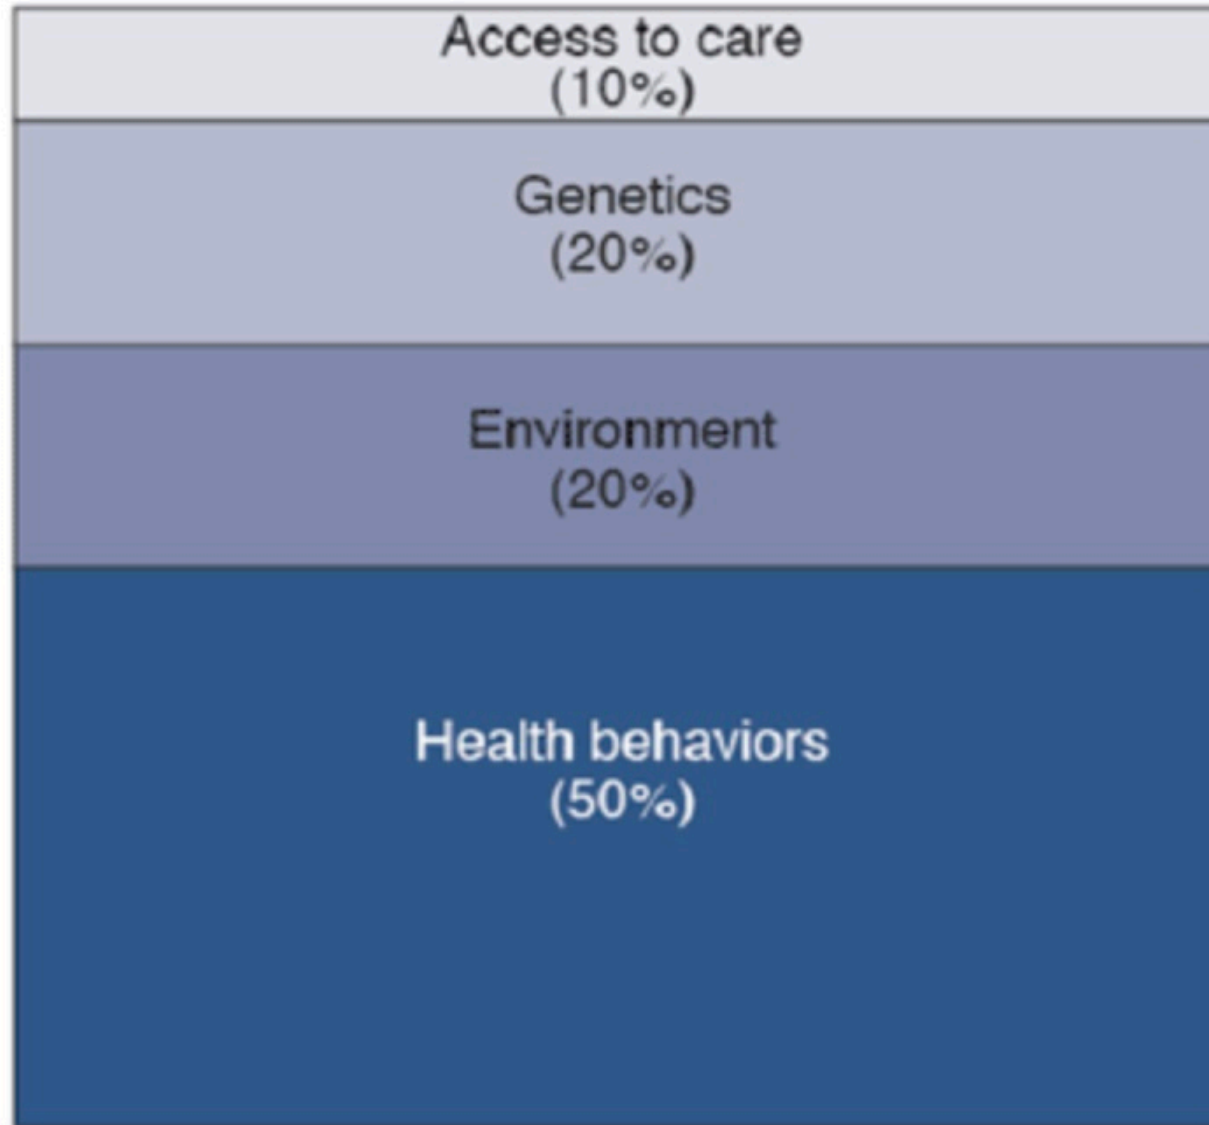 Access to care
(10%)
Genetics
(20%)
Environment
(20%)
Health behaviors
(50%)